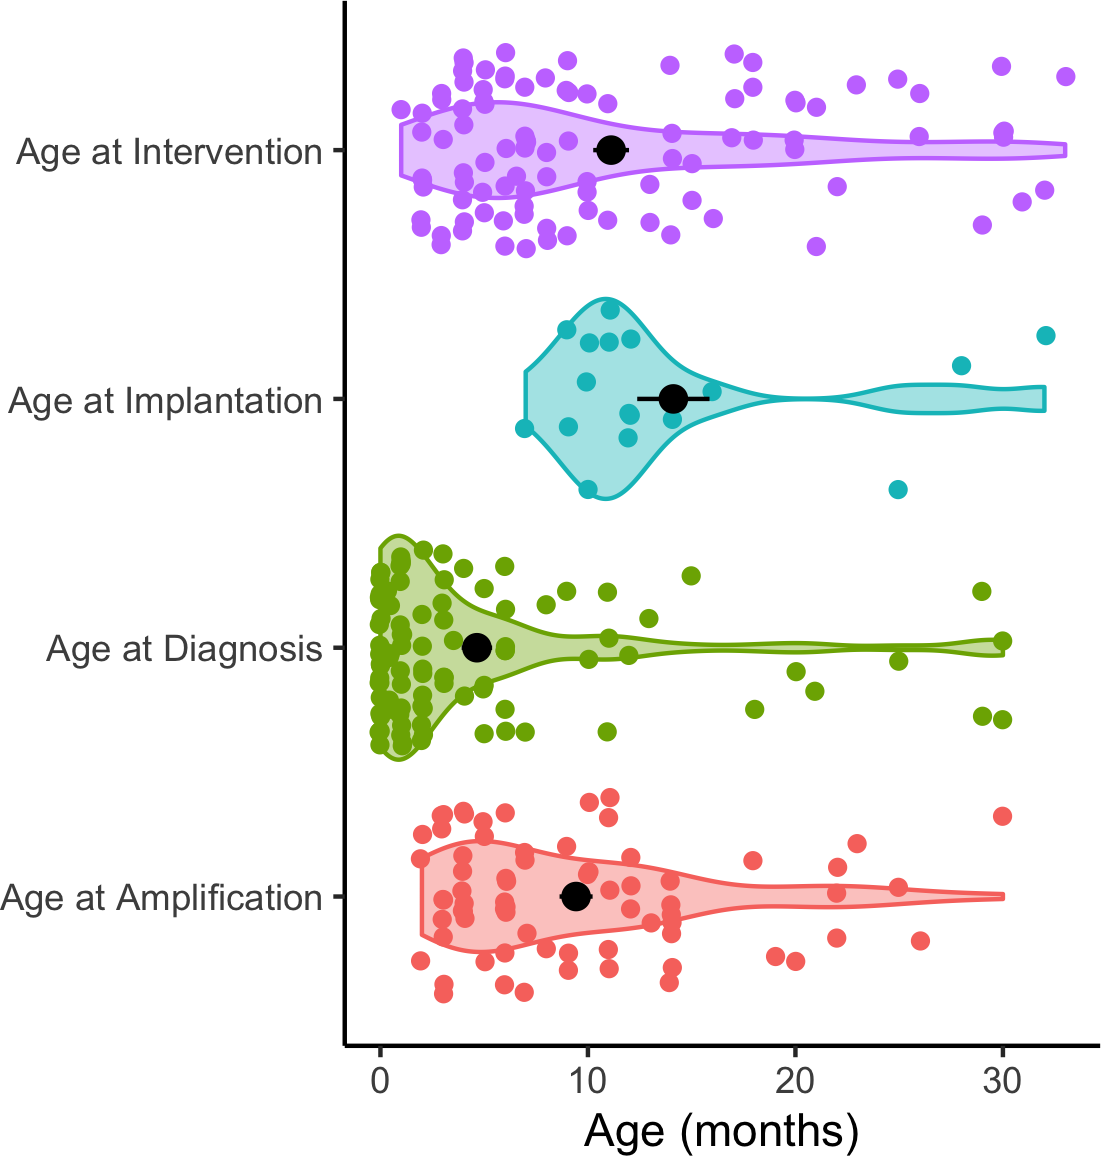 Age at Intervention
Age at Implantation
Age at Diagnosis
Age at Amplification
0 10 20 30
Age (months)